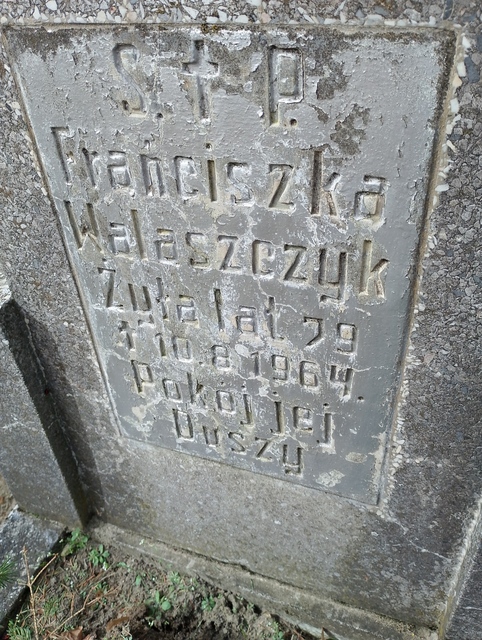 Ś. † P.
Franciszka
Walaszczyk
Żyła lat 79
† 10.8.1964.
Pokój jej
Duszy